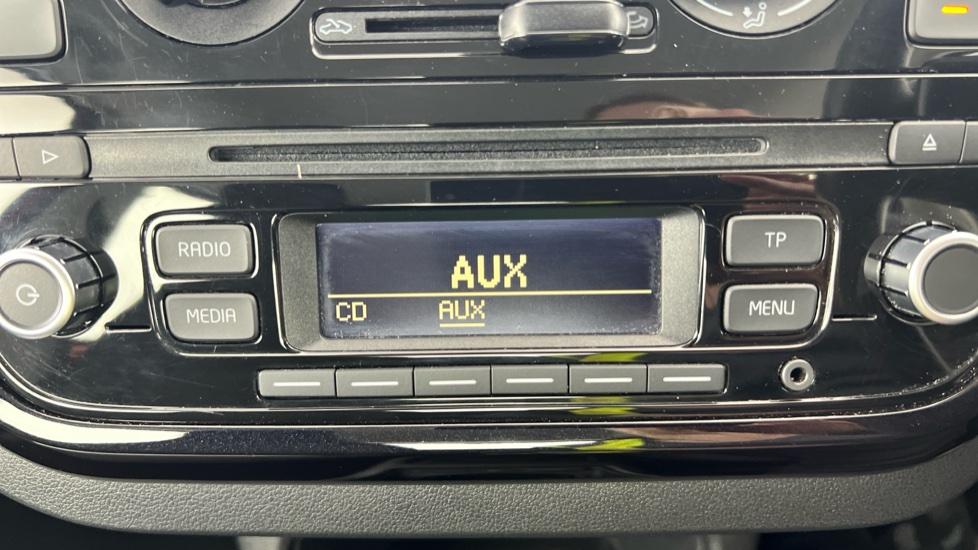 RADIO
AUX
TP
MEDIA
CD AUX
MENU